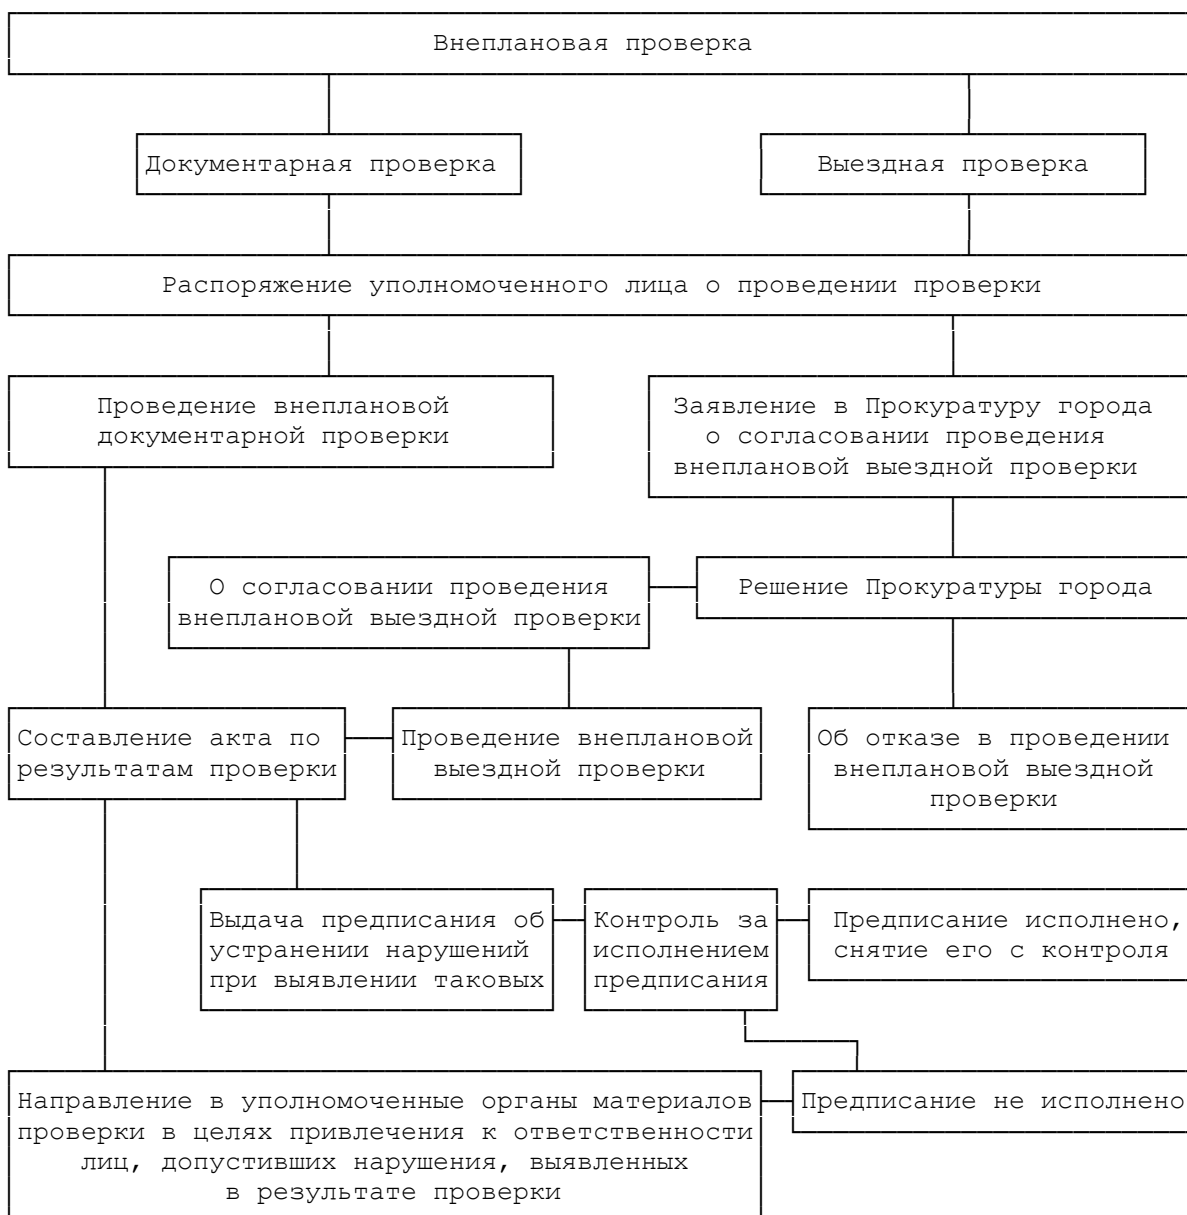 Внеплановая проверка
Документарная проверка
Выездная проверка
Распоряжение уполномоченного лица о проведении проверки
Проведение внеплановой
документарной проверки
Заявление в Прокуратуру города
о согласовании проведения
внеплановой выездной проверки
О согласовании проведения
внеплановой выездной проверки
Решение Прокуратуры города
Составление акта по
результатам проверки
Проведение внеплановой
выездной проверки
Об отказе в проведении
внеплановой выездной
проверки
Выдача предписания об
устранении нарушений
при выявлении таковых
Контроль за
исполнением
предписания
Предписание исполнено,
снятие его с контроля
Направление в уполномоченные органы материалов
проверки в целях привлечения к ответственности
лиц, допустивших нарушения, выявленных
в результате проверки
Предписание не исполнено